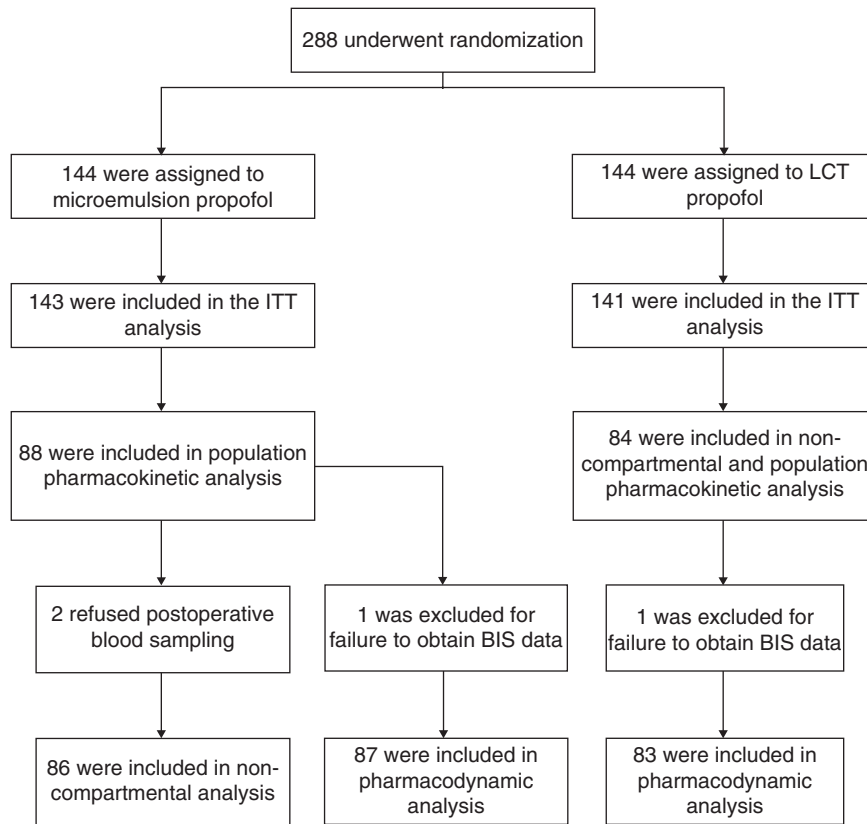 288 underwent randomization
144 were assigned to
microemulsion propofol
144 were assigned to LCT
propofol
143 were included in the ITT
analysis
141 were included in the ITT
analysis
88 were included in population
pharmacokinetic analysis
84 were included in non-
compartmental and population
pharmacokinetic analysis
2 refused postoperative
blood sampling
1 was excluded for
failure to obtain BIS data
1 was excluded for
failure to obtain BIS data
86 were included in non-
compartmental analysis
87 were included in
pharmacodynamic
analysis
83 were included in
pharmacodynamic
analysis